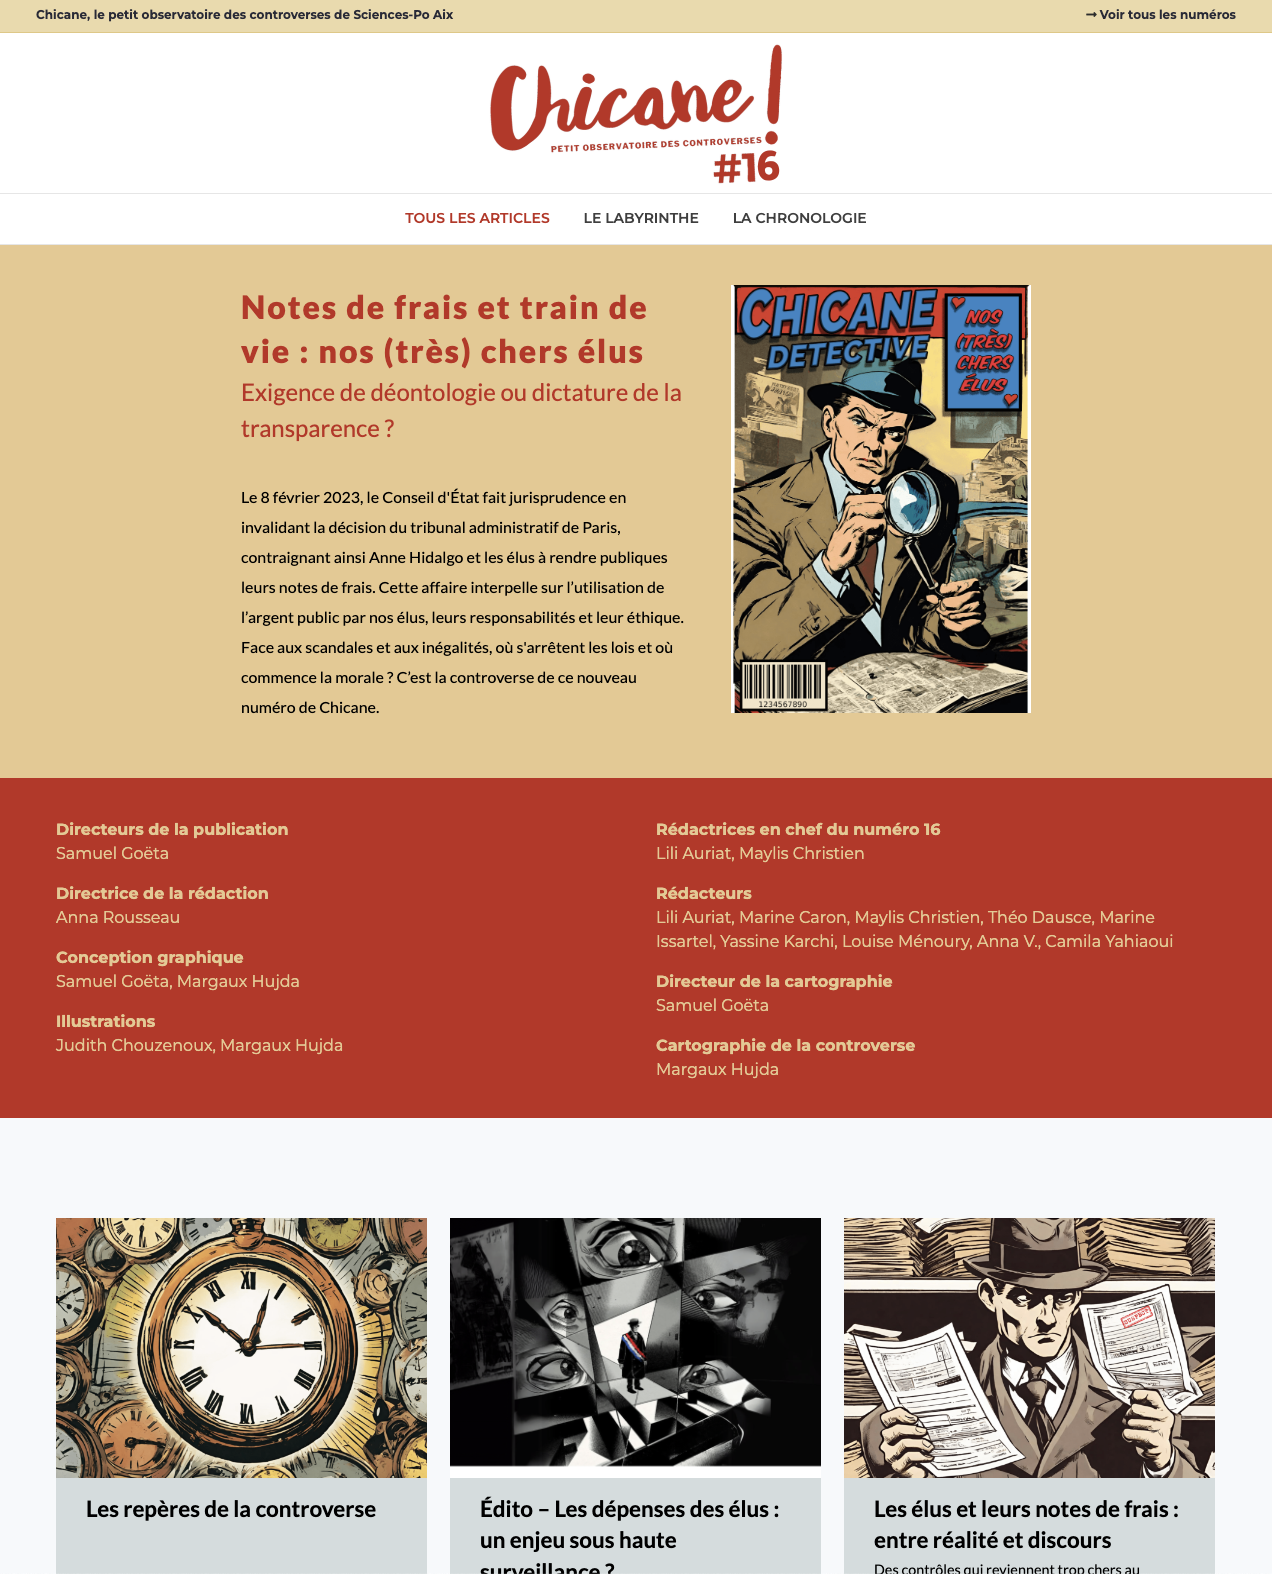 Chicane, le petit observatoire des controverses de Sciences-Po Aix
→ Voir tous les numéros
Chicane !
PETIT OBSERVATOIRE DES CONTROVERSES
#16
TOUS LES ARTICLES
LE LABYRINTHE
LA CHRONOLOGIE
Notes de frais et train de
vie : nos (très) chers élus
Exigence de déontologie ou dictature de la
transparence ?
Le 8 février 2023, le Conseil d'État fait jurisprudence en
invalidant la décision du tribunal administratif de Paris,
contraignant ainsi Anne Hidalgo et les élus à rendre publiques
leurs notes de frais. Cette affaire interpelle sur l’utilisation de
l’argent public par nos élus, leurs responsabilités et leur éthique.
Face aux scandales et aux inégalités, où s'arrêtent les lois et où
commence la morale ? C’est la controverse de ce nouveau
numéro de Chicane.
CHICANE
DETECTIVE
NOS
(TRÈS)
CHERS
ÉLUS
1234567890
Directeurs de la publication
Samuel Goëta
Directrice de la rédaction
Anna Rousseau
Conception graphique
Samuel Goëta, Margaux Hujda
Illustrations
Judith Chouzenoux, Margaux Hujda
Rédactrices en chef du numéro 16
Lili Auriat, Maylis Christien
Rédacteurs
Lili Auriat, Marine Caron, Maylis Christien, Théo Dausce, Marine
Issartel, Yassine Karchi, Louise Ménoury, Anna V., Camila Yahiaoui
Directeur de la cartographie
Samuel Goëta
Cartographie de la controverse
Margaux Hujda
Les repères de la controverse
Édito – Les dépenses des élus :
un enjeu sous haute
surveillance ?
Les élus et leurs notes de frais :
entre réalité et discours
Des contrôles qui reviennent trop chers au